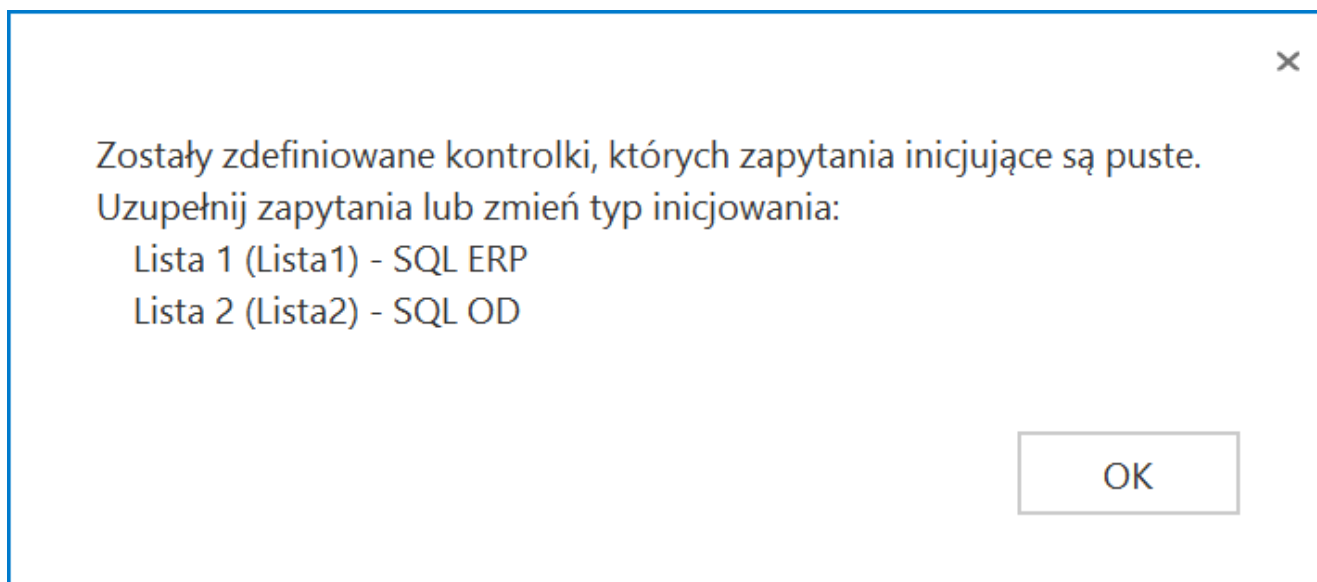 Zostały zdefiniowane kontrolki, których zapytania inicjujące są puste.
Uzupełnij zapytania lub zmień typ inicjowania:
Lista 1 (Lista1) - SQL ERP
Lista 2 (Lista2) - SQL OD
OK